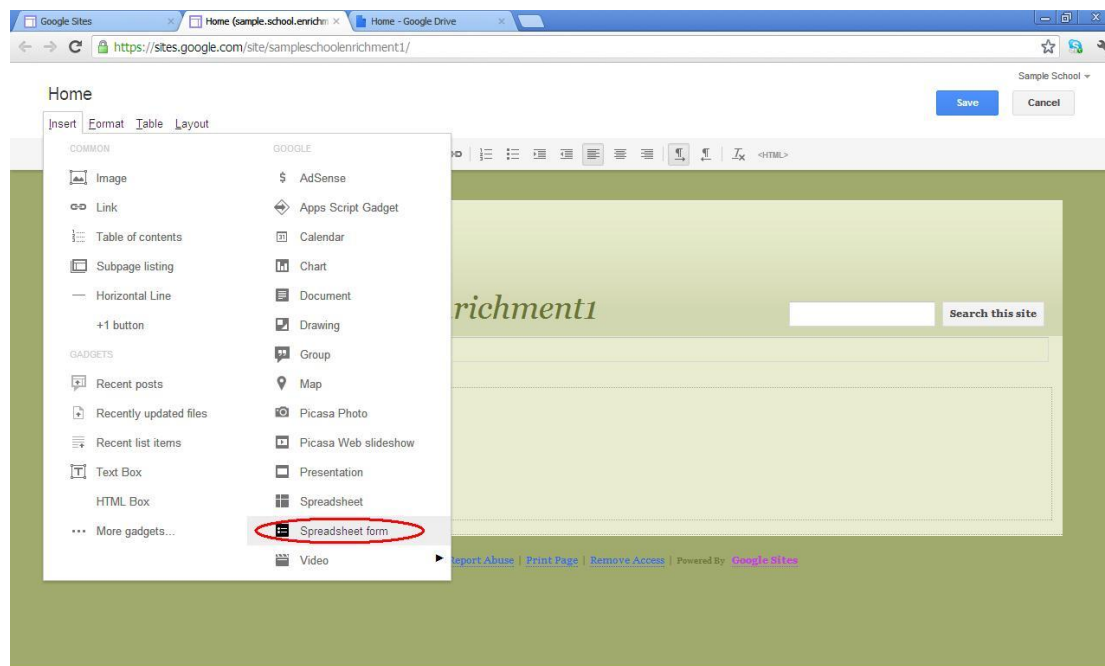 Google Sites
Home (sample.school.enrichm
Home - Google Drive
https://sites.google.com/site/sampleschoolenrichment1/
Sample School
Home
Save
Cancel
Insert Format Table Layout
<HTML>
COMMON
Image
Link
Table of contents
Subpage listing
Horizontal Line
+1 button
GADGETS
Recent posts
Recently updated files
Recent list items
Text Box
HTML Box
More gadgets...
GOOGLE
AdSense
Apps Script Gadget
Calendar
Chart
Document
Drawing
Group
Map
Picasa Photo
Picasa Web slideshow
Presentation
Spreadsheet
Spreadsheet form
Video
richment1
Search this site
Report Abuse | Print Page | Remove Access | Powered By Google Sites